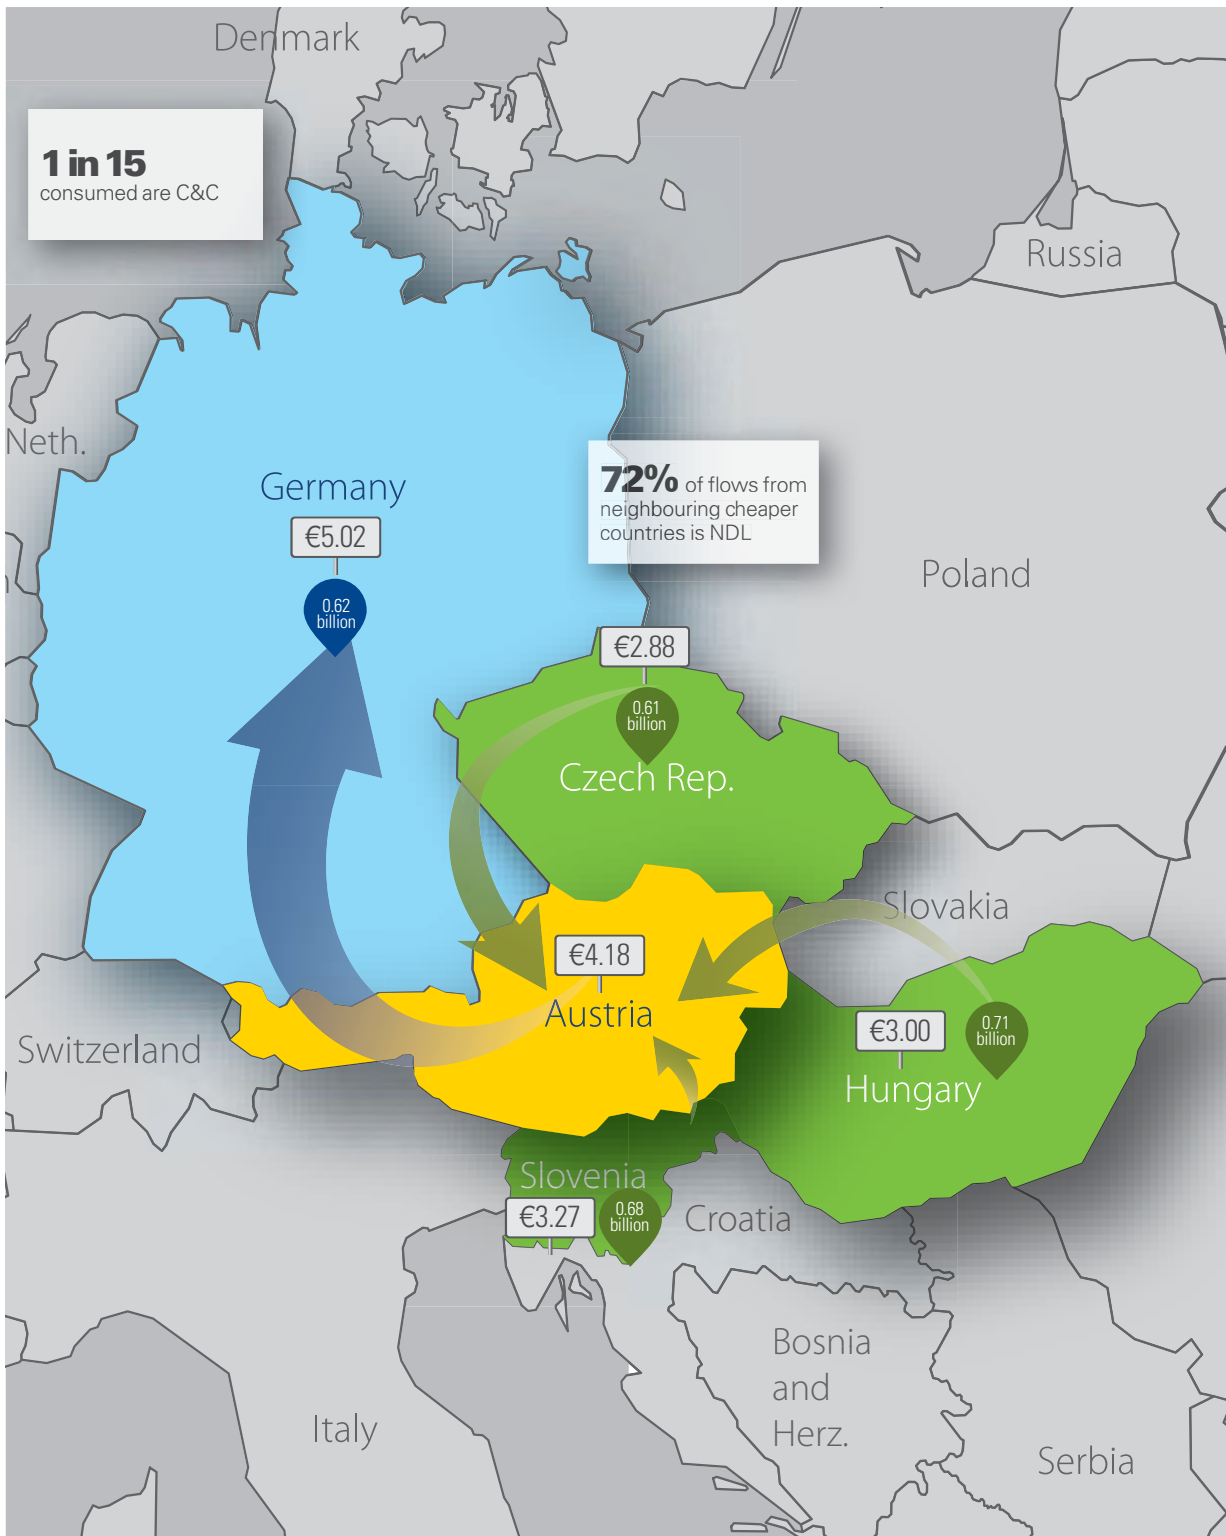 Denmark
1 in 15
consumed are C&C
Russia
Neth.
Germany
€5.02
0.62
billion
72% of flows from
neighbouring cheaper
countries is NDL
Poland
€2.88
0.61
billion
Czech Rep.
Slovakia
€4.18
Austria
Switzerland
€3.00
0.71
billion
Hungary
Slovenia
€3.27
0.68
billion
Croatia
Bosnia
and
Herz.
Italy
Serbia